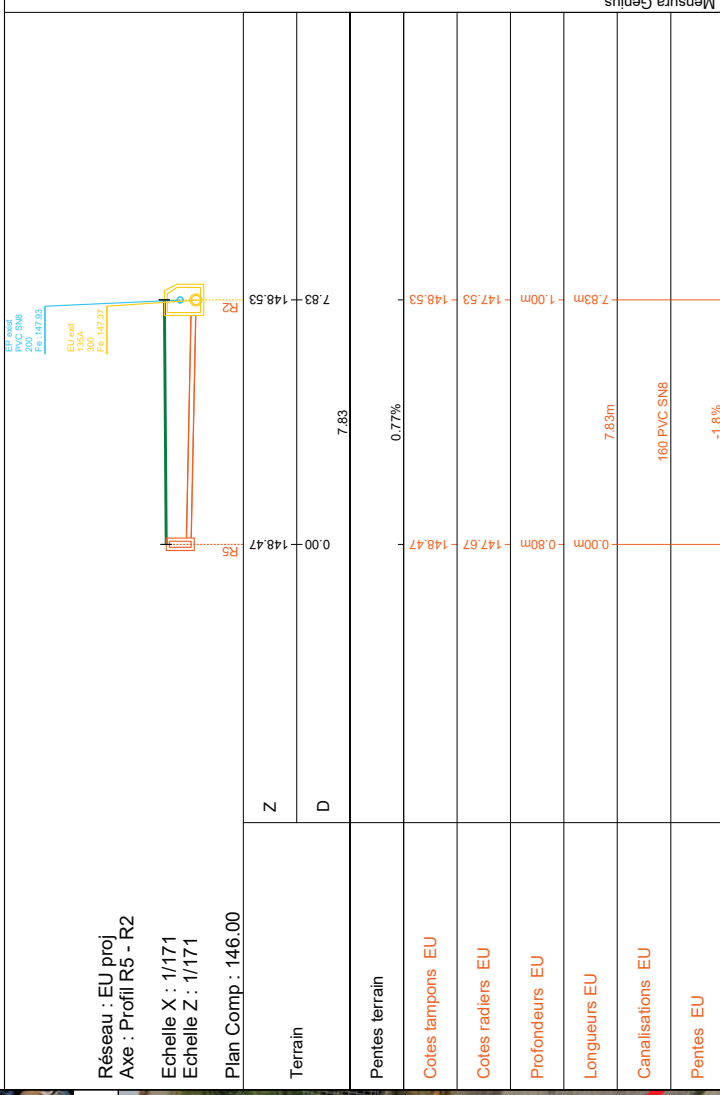 Mensura Genius
EP exist
PVC SN8
200
Fe :147.93
EU exit
135A
300
Fe :147.37
Réseau : EU proj
Axe : Profil R5 - R2
Echelle X : 1/171
Echelle Z : 1/171
Plan Comp : 146.00
R5
R2
Terrain
Z
148.47
148.53
D
0.00
7.83
7.83
Pentes terrain
0.77%
Cotes tampons EU
148.47
148.53
Cotes radiers EU
147.67
147.53
Profondeurs EU
0.80m
1.00m
Longueurs EU
0.00m
7.83m
7.83m
Canalisations EU
160 PVC SN8
Pentes EU
-1.8%